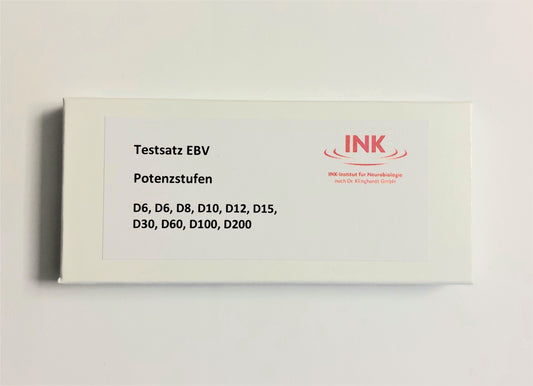 Testsatz EBV
Potenzstufen
D6, D6, D8, D10, D12, D15,
D30, D60, D100, D200
INK
INK-Institut für Neurobiologie
nach Dr. Klinghardt GmbH